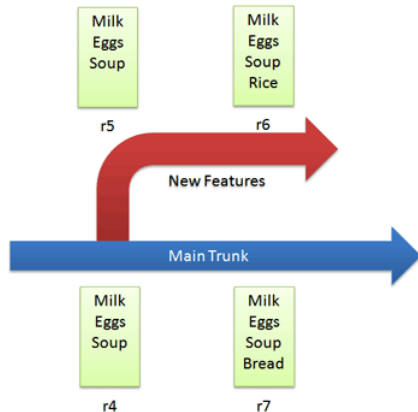 Milk
Eggs
Soup
Milk
Eggs
Soup
Rice
r5
r6
New Features
Main Trunk
Milk
Eggs
Soup
Milk
Eggs
Soup
Bread
r4
r7